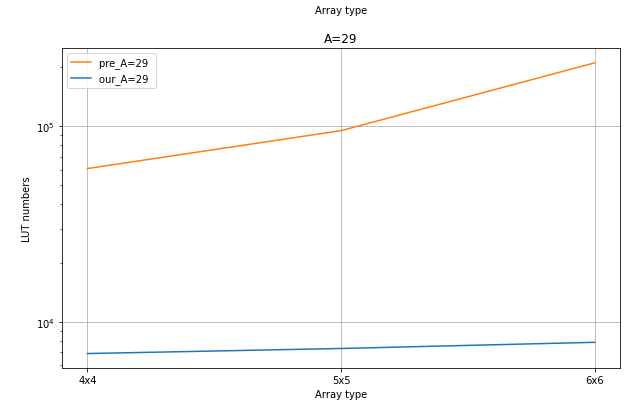 Array type
A=29
pre_A=29
our_A=29
10^5
LUT numbers
10^4
4x4 5x5 6x6
Array type